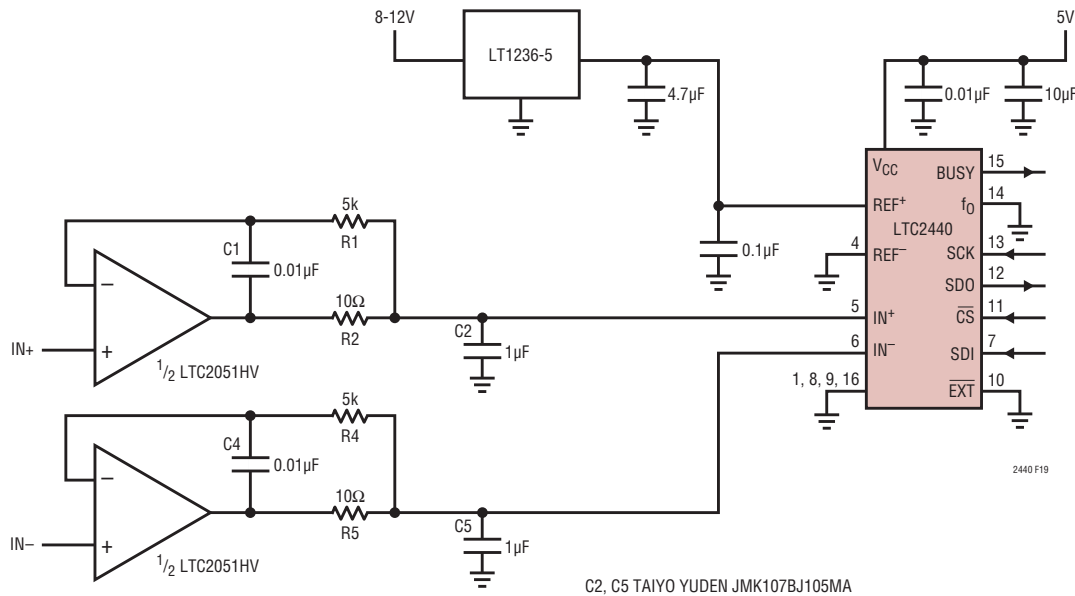 8-12V
LT1236-5
4.7µF
5V
0.01µF
10µF
0.1µF
VCC
REF+
4
REF−
LTC2440
5
IN+
6
IN−
1, 8, 9, 16
BUSY
15
fO
14
SCK
13
SDO
12
CS
11
SDI
7
EXT
10
5k
R1
C1
0.01µF
10Ω
R2
−
+
IN+
1/2 LTC2051HV
C2
1µF
5k
R4
C4
0.01µF
10Ω
R5
−
+
IN−
1/2 LTC2051HV
C5
1µF
2440 F19
C2, C5 TAIYO YUDEN JMK107BJ105MA